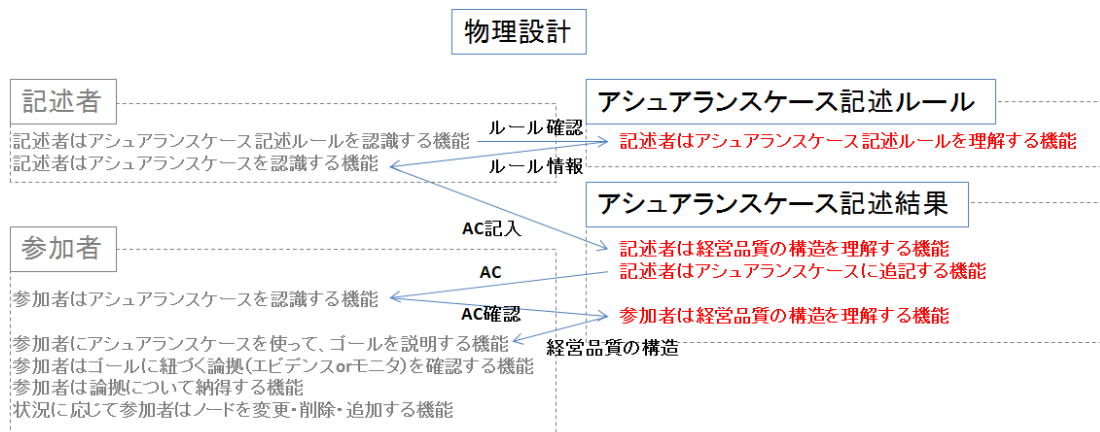 物理設計
記述者
記述者はアシュアランスケース記述ルールを認識する機能
記述者はアシュアランスケースを認識する機能
ルール確認
ルール情報
アシュアランスケース記述ルール
記述者はアシュアランスケース記述ルールを理解する機能
アシュアランスケース記述結果
記述者は経営品質の構造を理解する機能
記述者はアシュアランスケースに追記する機能
参加者は経営品質の構造を理解する機能
AC記入
AC
AC確認
経営品質の構造
参加者
参加者はアシュアランスケースを認識する機能
参加者にアシュアランスケースを使って、ゴールを説明する機能
参加者はゴールに紐づく論拠(エビデンスorモニタ)を確認する機能
参加者は論拠について納得する機能
状況に応じて参加者はノードを変更・削除・追加する機能